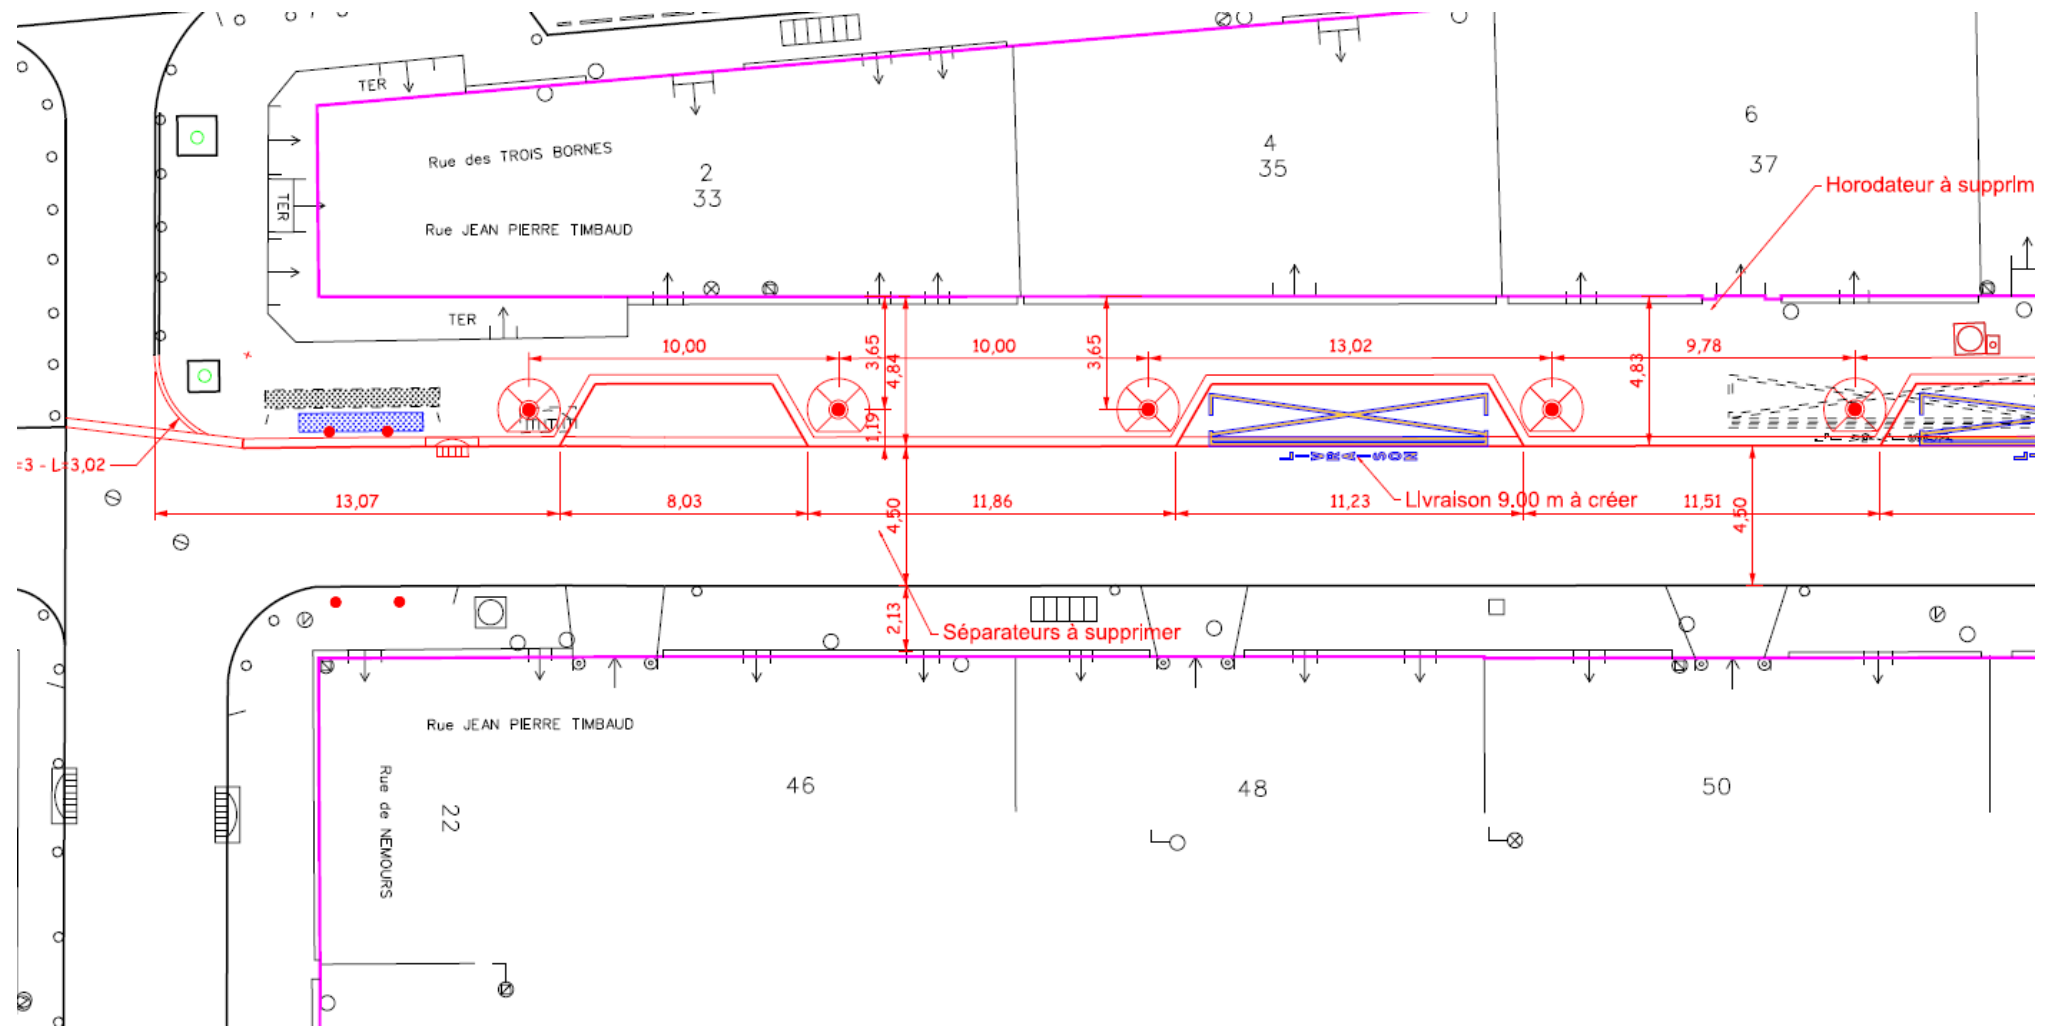 TER
Rue des TROIS BORNES
2
33
4
35
6
37
Horodateur à supprim
TER
Rue JEAN PIERRE TIMBAUD
TER
10,00
3,65
4,84
10,00
3,65
13,02
4,83
9,78
1,19
=3 - L=3,02
LIVRAISON
13,07
8,03
4,50
11,86
11,23
Livraison 9.00 m à créer
11,51
4,50
2,13
Séparateurs à supprimer
Rue JEAN PIERRE TIMBAUD
Rue de NEMOURS
22
46
48
50